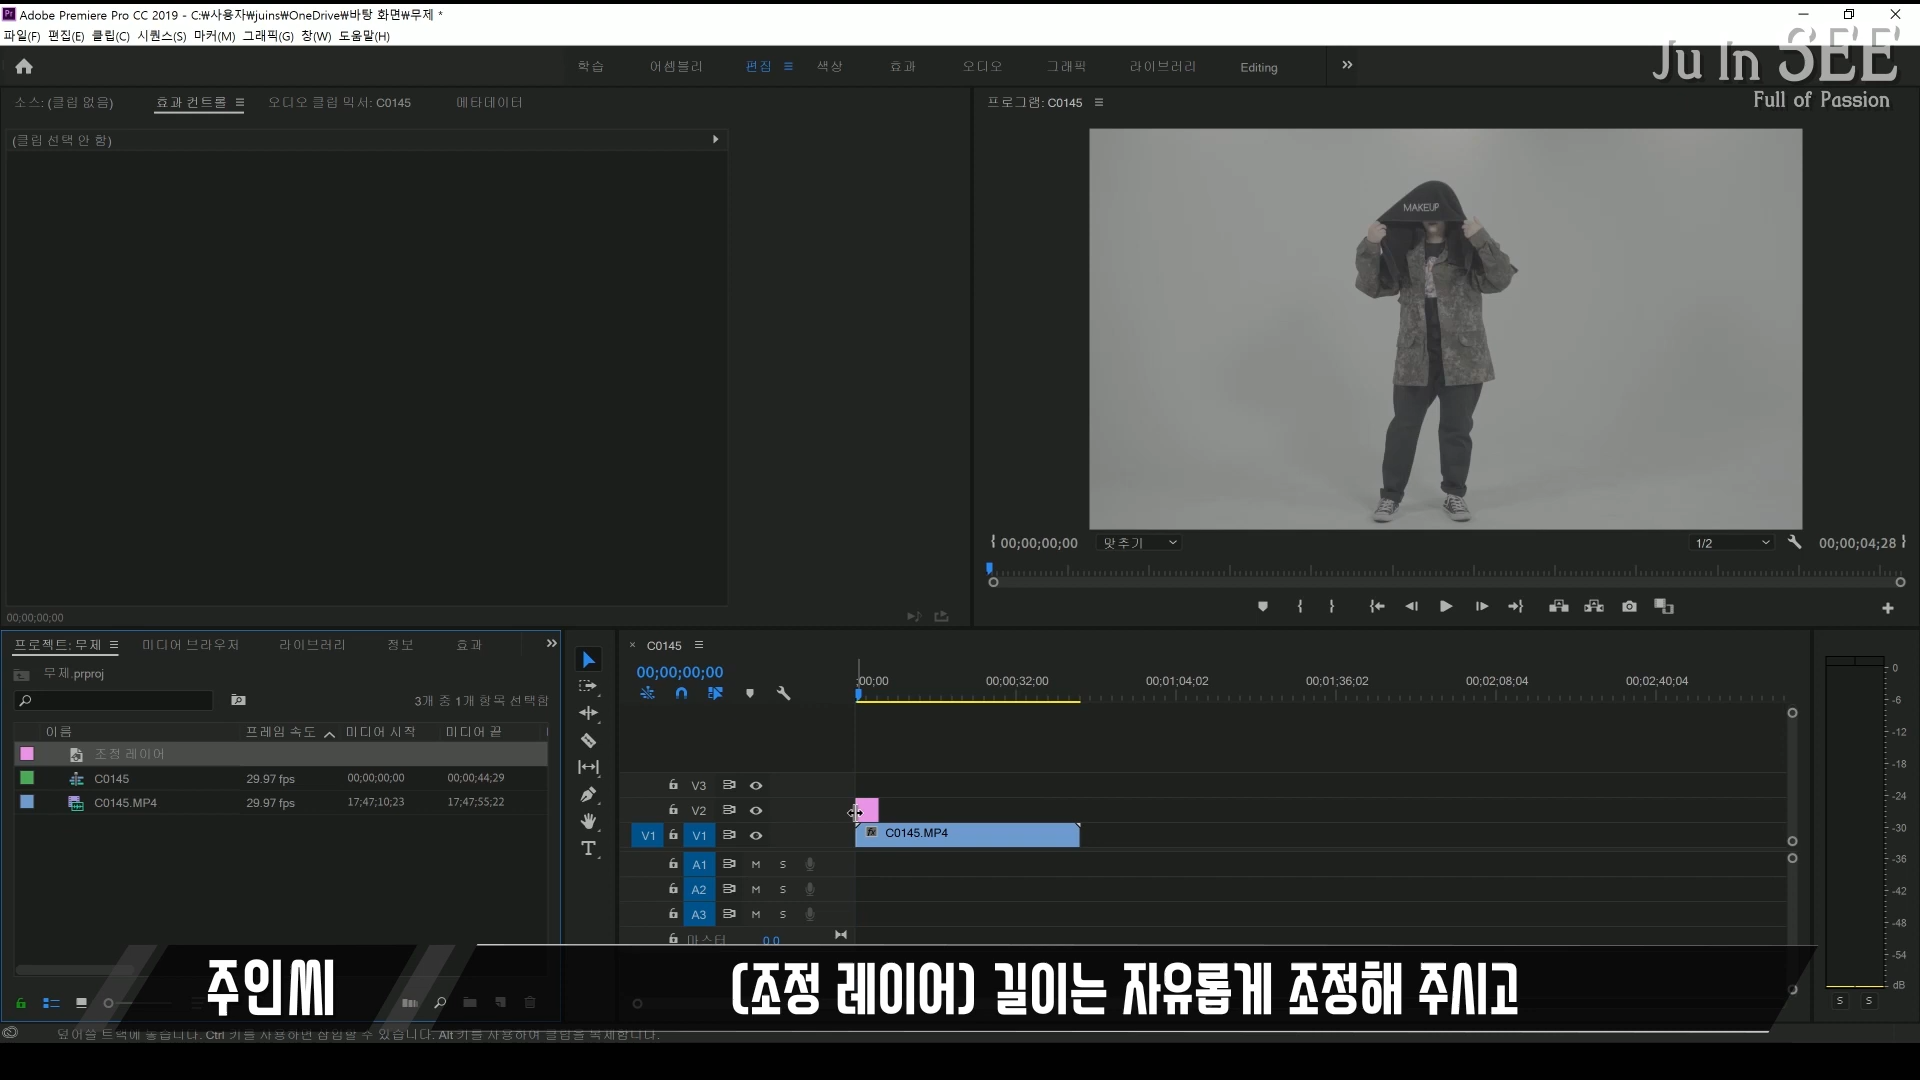 Adobe Premiere Pro CC 2019 - C:₩사용자₩juins₩OneDrive₩바탕 화면₩무제 *
파일(F) 편집(E) 클립(C) 시퀀스(S) 마커(M) 그래픽(G) 창(W) 도움말(H)
학습 어셈블리 편집 색상 효과 오디오 그래픽 라이브러리 Editing
Ju In SEE
Full of Passion
소스: (클립 없음) 효과 컨트롤 오디오 클립 믹서: C0145 메타데이터
프로그램: C0145
(클립 선택 안 함)
MAKEUP
00;00;00;00 맞추기 1/2 00;00;04;28
00;00;00;00
프로젝트: 무제 미디어 브라우저 라이브러리 정보 효과
무제.prproj
3개 중 1개 항목 선택함
이름 프레임 속도 미디어 시작 미디어 끝
조정 레이어
C0145 29.97 fps 00;00;00;00 00;00;44;29
C0145.MP4 29.97 fps 17;47;10;23 17;47;55;22
C0145
00;00;00;00
;00;00 00;00;32;00 00;01;04;02 00;01;36;02 00;02;08;04 00;02;40;04
V3
V2
V1 V1 C0145.MP4
A1 M S
A2 M S
A3 M S
마스터 0.0
0
-6
-12
-18
-24
-30
-36
-42
-48
-54
dB
S S
주인씨
(조정 레이어) 길이는 자유롭게 조정해 주시고
덮어쓸 트랙에 놓습니다. Ctrl 키를 사용하면 삽입할 수 있습니다. Alt 키를 사용하여 클립을 복제합니다.